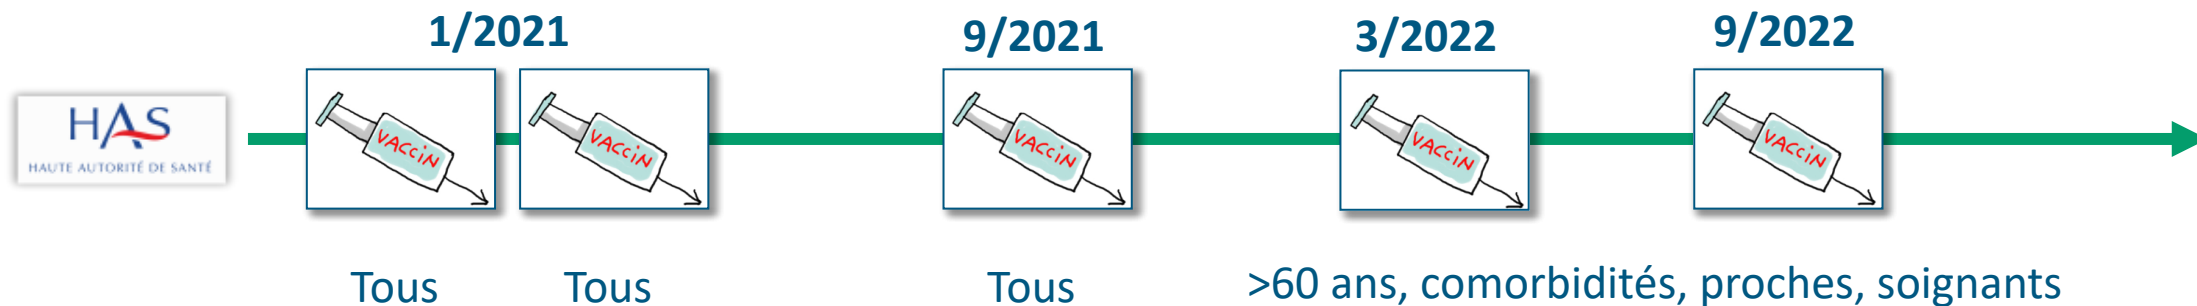 1/2021
9/2021
3/2022
9/2022
HAS
HAUTE AUTORITÉ DE SANTÉ
VACCIN
VACCIN
VACCIN
VACCIN
VACCIN
Tous
Tous
Tous
>60 ans, comorbidités, proches, soignants